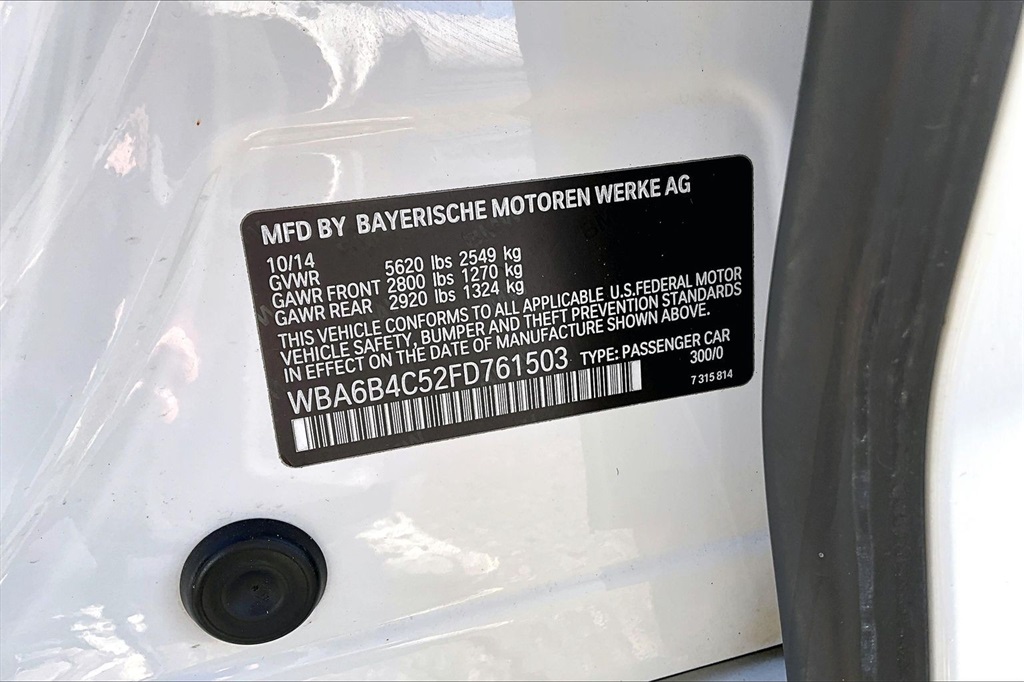 MFD BY BAYERISCHE MOTOREN WERKE AG
10/14
GVWR 5620 lbs 2549 kg
GAWR FRONT 2800 lbs 1270 kg
GAWR REAR 2920 lbs 1324 kg
THIS VEHICLE CONFORMS TO ALL APPLICABLE U.S.FEDERAL MOTOR
VEHICLE SAFETY, BUMPER AND THEFT PREVENTION STANDARDS
IN EFFECT ON THE DATE OF MANUFACTURE SHOWN ABOVE.
WBA6B4C52FD761503 TYPE: PASSENGER CAR
300/0
7 315 814